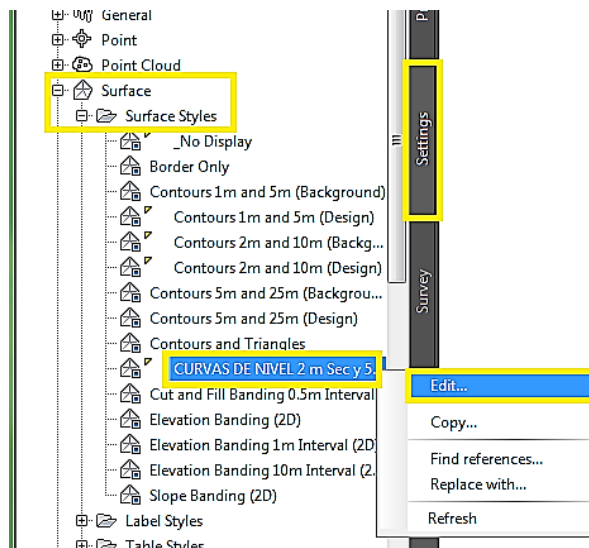 General
Point
Point Cloud
Surface
Surface Styles
_No Display
Border Only
Contours 1m and 5m (Background)
Contours 1m and 5m (Design)
Contours 2m and 10m (Backg...
Contours 2m and 10m (Design)
Contours 5m and 25m (Backgrou...
Contours 5m and 25m (Design)
Contours and Triangles
CURVAS DE NIVEL 2 m Sec y 5.
Cut and Fill Banding 0.5m Interval
Elevation Banding (2D)
Elevation Banding 1m Interval (2D
Elevation Banding 10m Interval (2.
Slope Banding (2D)
Label Styles
Table Styles
Settings
Survey
Edit...
Copy...
Find references...
Replace with...
Refresh